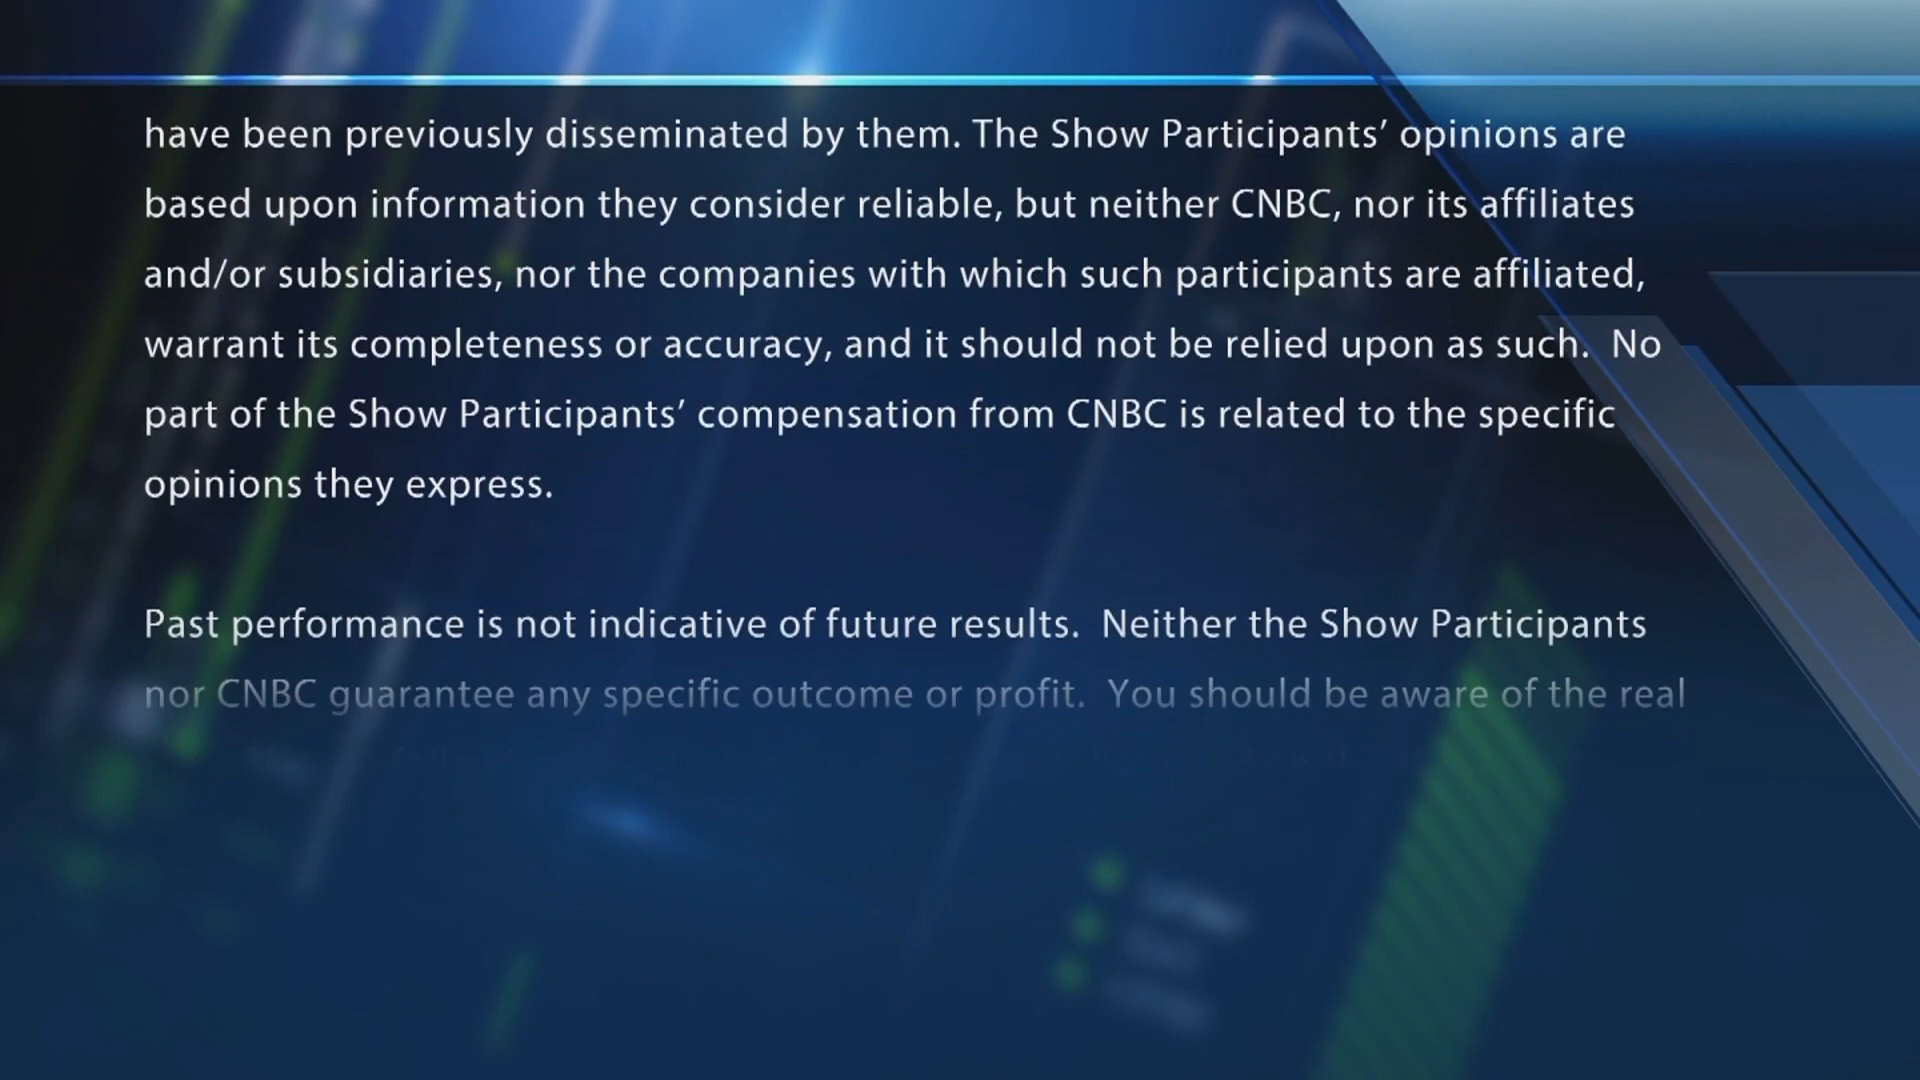 have been previously disseminated by them. The Show Participants’ opinions are
based upon information they consider reliable, but neither CNBC, nor its affiliates
and/or subsidiaries, nor the companies with which such participants are affiliated,
warrant its completeness or accuracy, and it should not be relied upon as such.  No
part of the Show Participants’ compensation from CNBC is related to the specific
opinions they express.
Past performance is not indicative of future results.  Neither the Show Participants
nor CNBC guarantee any specific outcome or profit.  You should be aware of the real